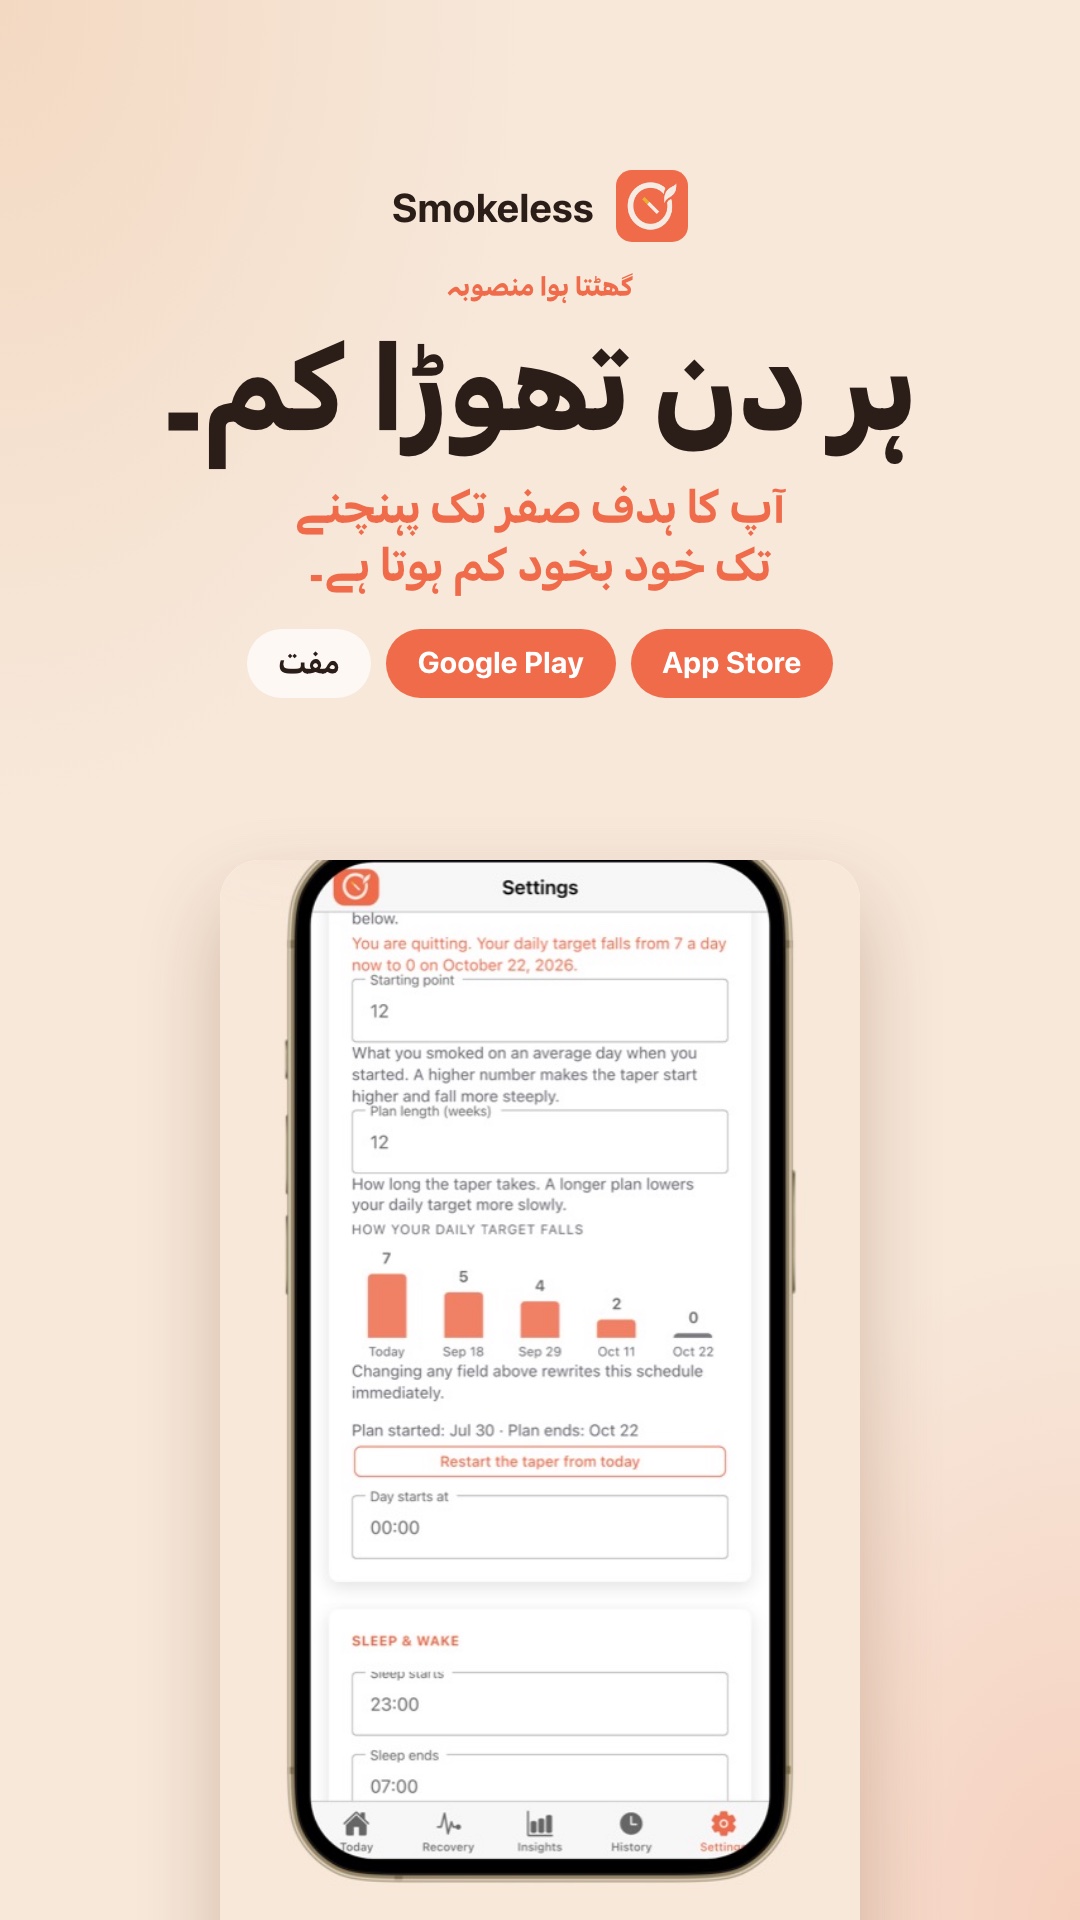 Smokeless
گھٹتا ہوا منصوبہ
ہر دن تھوڑا کم۔
آپ کا ہدف صفر تک پہنچنے
تک خود بخود کم ہوتا ہے۔
App Store
Google Play
مفت
Settings
below.
You are quitting. Your daily target falls from 7 a day
now to 0 on October 22, 2026.
Starting point
12
What you smoked on an average day when you
started. A higher number makes the taper start
higher and fall more steeply.
Plan length (weeks)
12
How long the taper takes. A longer plan lowers
your daily target more slowly.
HOW YOUR DAILY TARGET FALLS
7 5 4 2 0
Today Sep 18 Sep 29 Oct 11 Oct 22
Changing any field above rewrites this schedule
immediately.
Plan started: Jul 30 · Plan ends: Oct 22
Restart the taper from today
Day starts at
00:00
SLEEP & WAKE
Sleep starts
23:00
Sleep ends
07:00
Today Recovery Insights History Settings